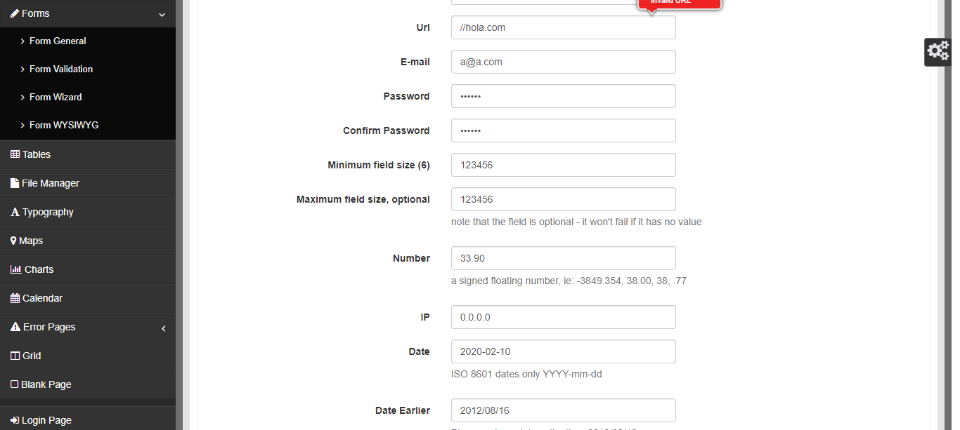 Forms
Form General
Form Validation
Form Wizard
Form WYSIWYG
Tables
File Manager
Typography
Maps
Charts
Calendar
Error Pages
Grid
Blank Page
Login Page
Invalid URL
Url //hola.com
E-mail a@a.com
Password ••••••
Confirm Password ••••••
Minimum field size (6) 123456
Maximum field size, optional 123456
note that the field is optional - it won't fail if it has no value
Number 33.90
a signed floating number, ie: -3849.354, 38.00, 38, .77
IP 0.0.0.0
Date 2020-02-10
ISO 8601 dates only YYYY-mm-dd
Date Earlier 2012/08/16